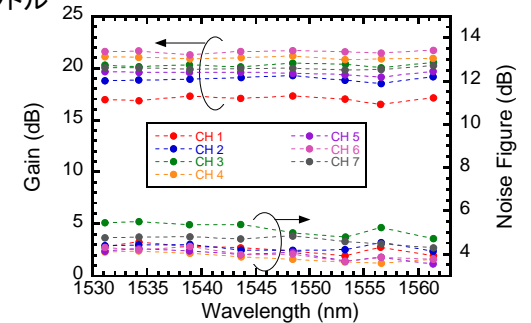 トル
25
20
15
10
5
0
Gain (dB)
14
12
10
8
6
4
Noise Figure (dB)
CH 1
CH 2
CH 3
CH 4
CH 5
CH 6
CH 7
1530 1535 1540 1545 1550 1555 1560
Wavelength (nm)